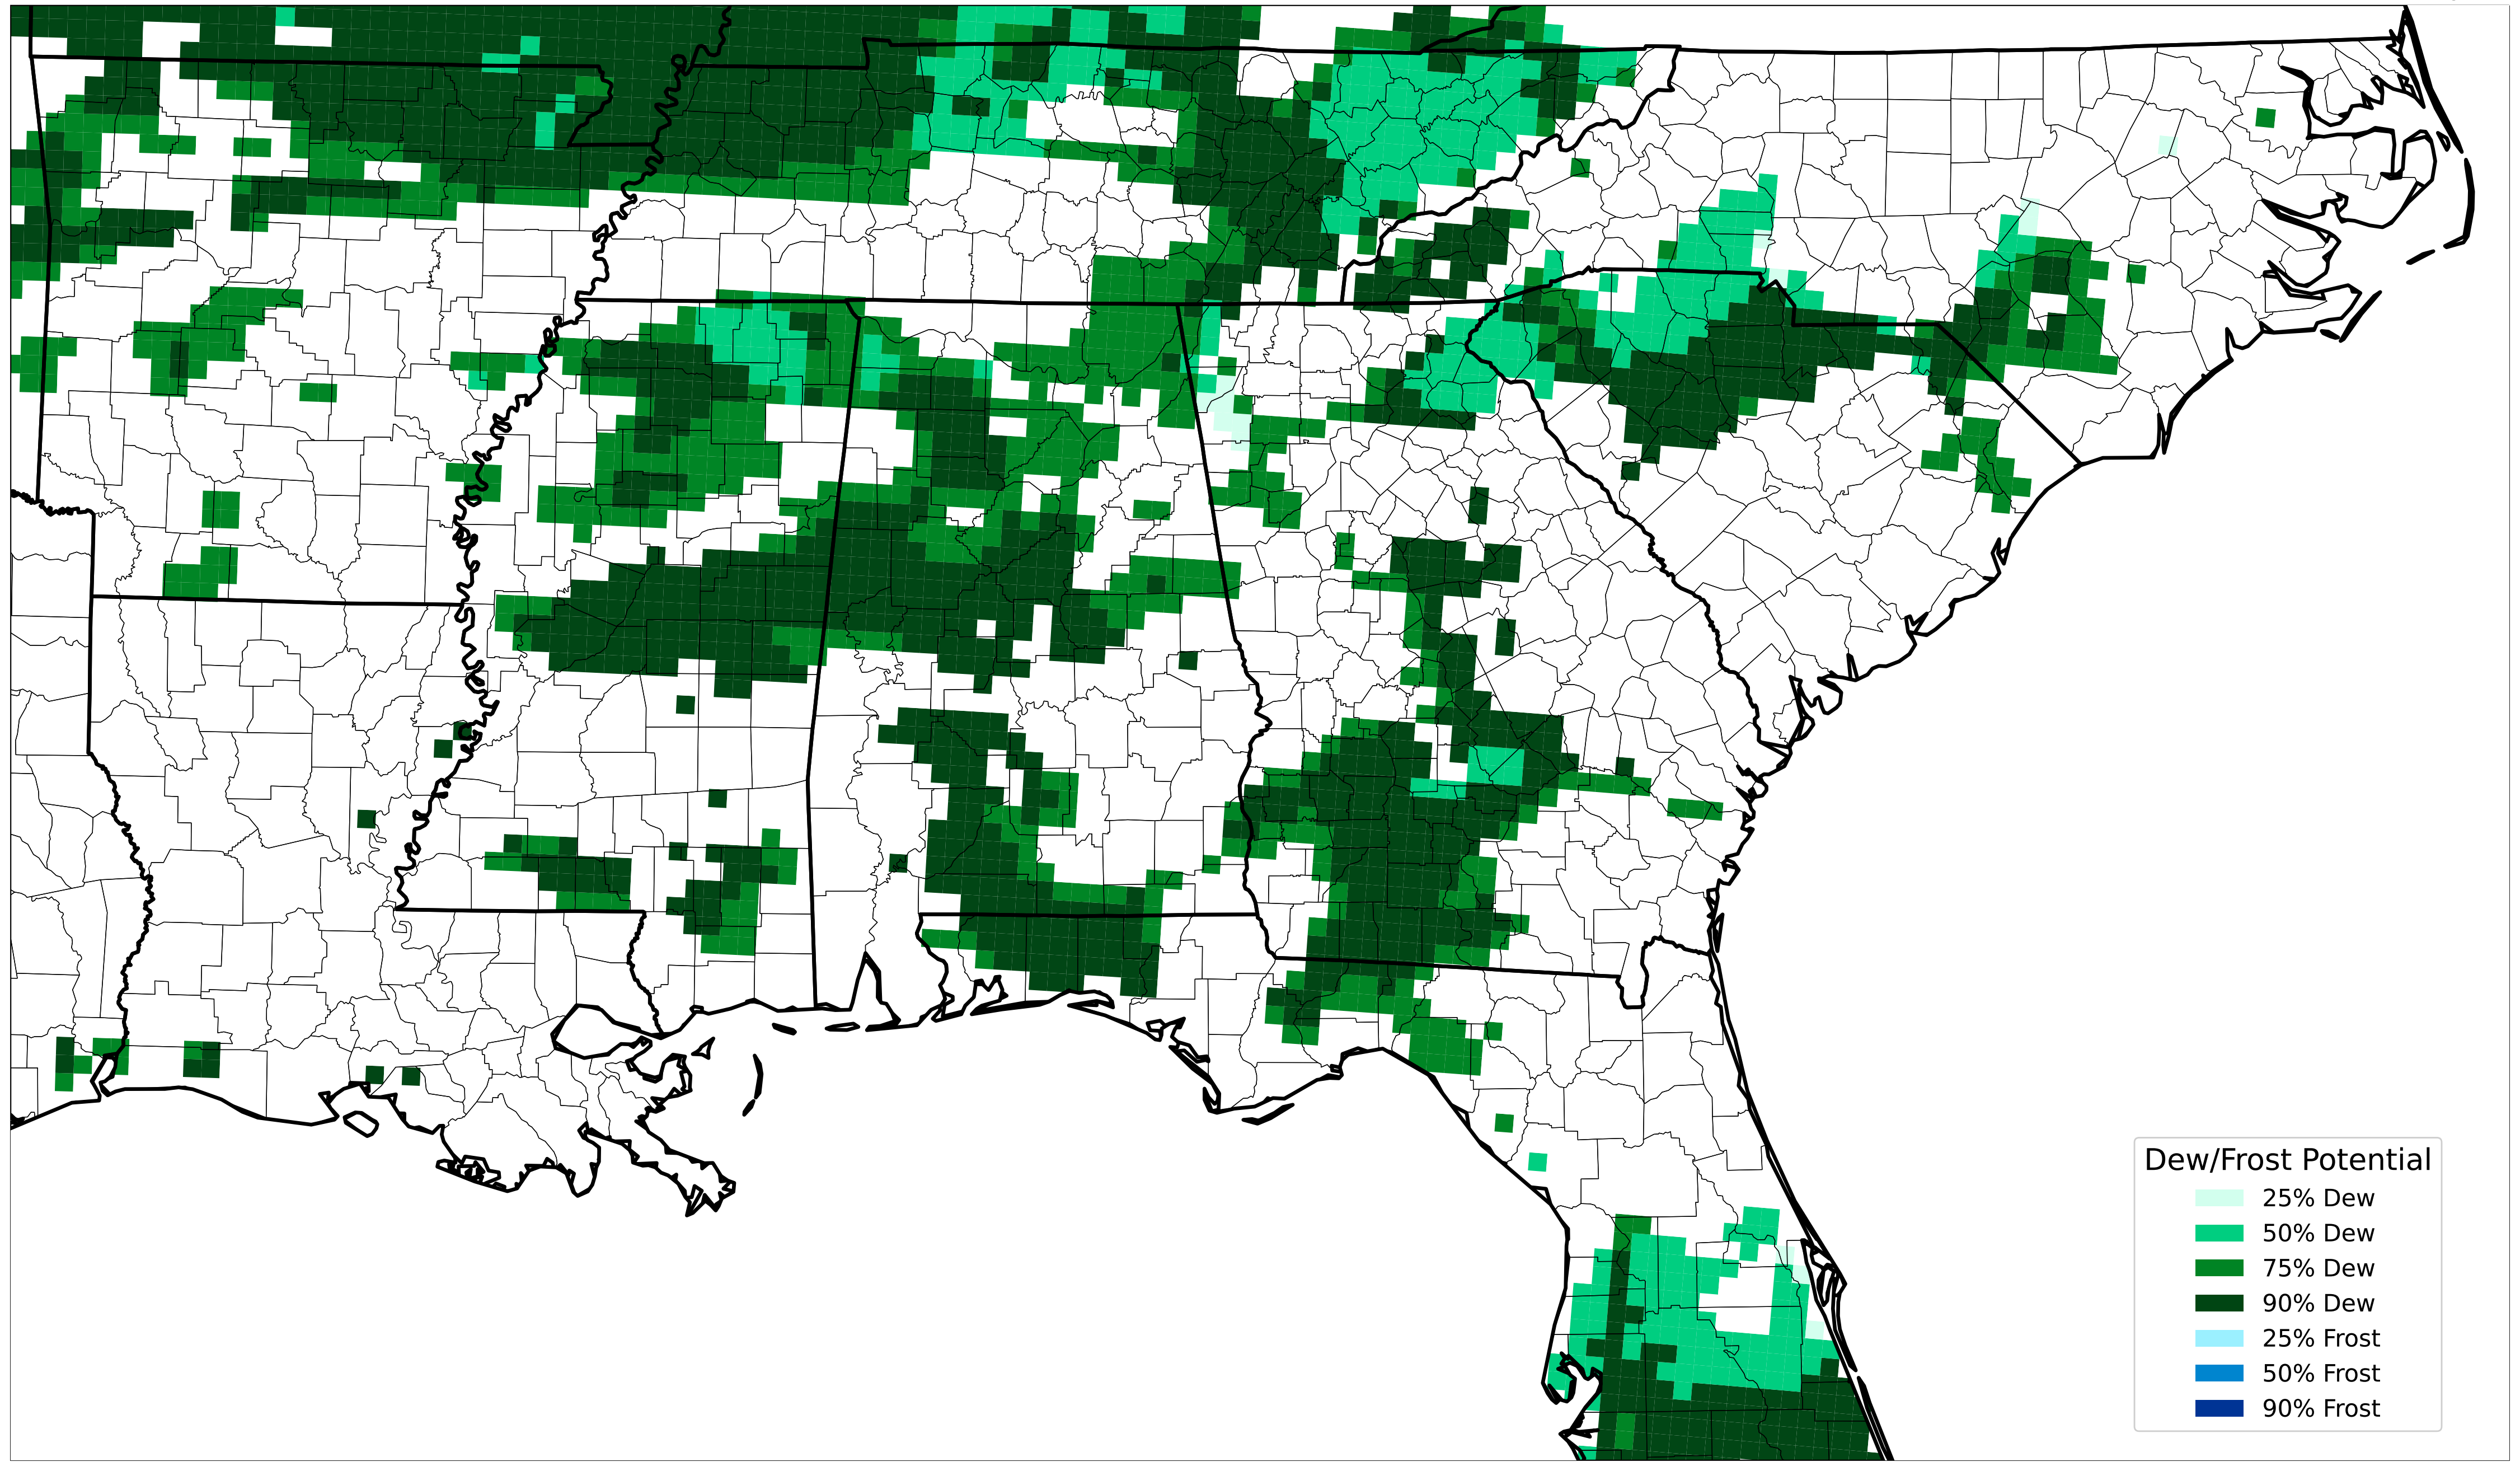 Dew/Frost Potential
25% Dew
50% Dew
75% Dew
90% Dew
25% Frost
50% Frost
90% Frost